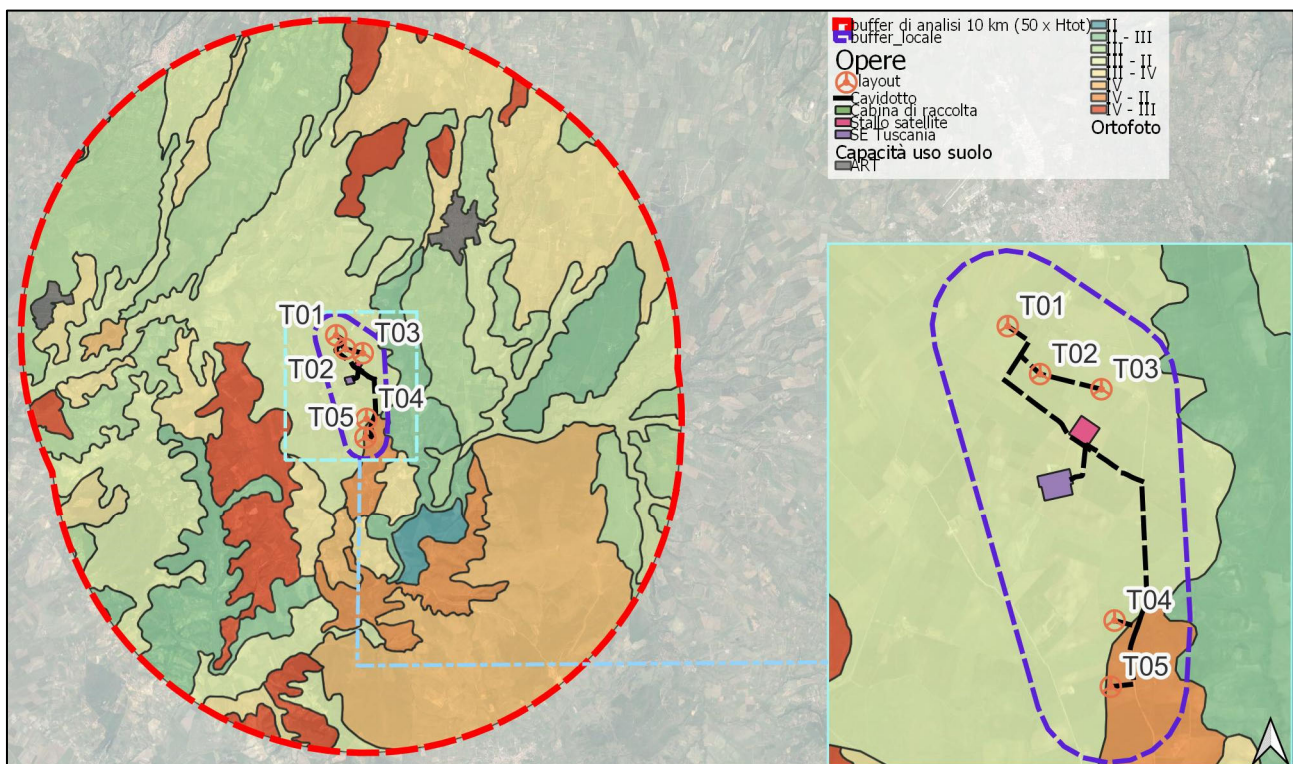 buffer di analisi 10 km (50 x Htot)
buffer_locale
Opere
layout
Cavidotto
Cabina di raccolta
Stallo satellite
SE Tuscania
Capacità uso suolo
ART
II
II - III
III
III - II
III - IV
IV
IV - II
IV - III
Ortofoto
T01
T03
T02
T04
T05
T01
T02
T03
T04
T05